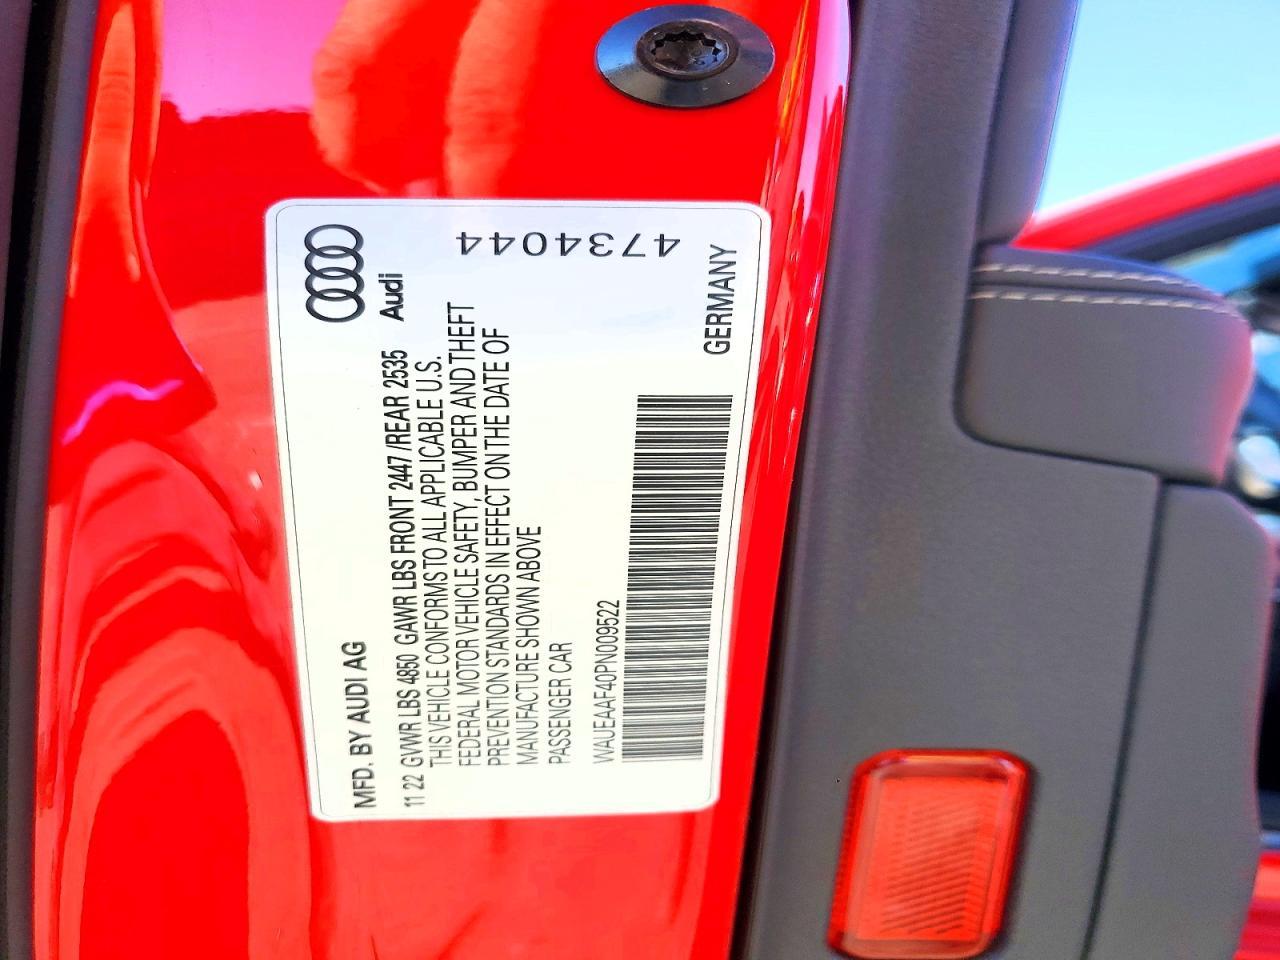 MFD. BY AUDI AG
Audi
11 22 GVWR LBS 4850 GAWR LBS FRONT 2447/REAR 2535
THIS VEHICLE CONFORMS TO ALL APPLICABLE U.S.
FEDERAL MOTOR VEHICLE SAFETY, BUMPER AND THEFT
PREVENTION STANDARDS IN EFFECT ON THE DATE OF
MANUFACTURE SHOWN ABOVE
PASSENGER CAR
WAUEAAF40PN009522
GERMANY
4734044